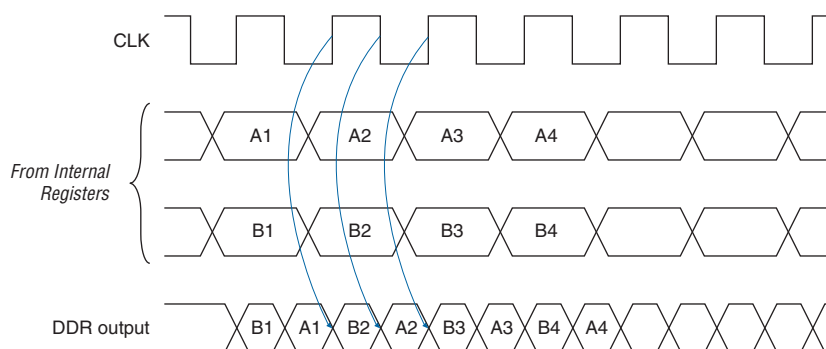 CLK
A1 A2 A3 A4
From Internal
Registers
B1 B2 B3 B4
DDR output B1 A1 B2 A2 B3 A3 B4 A4